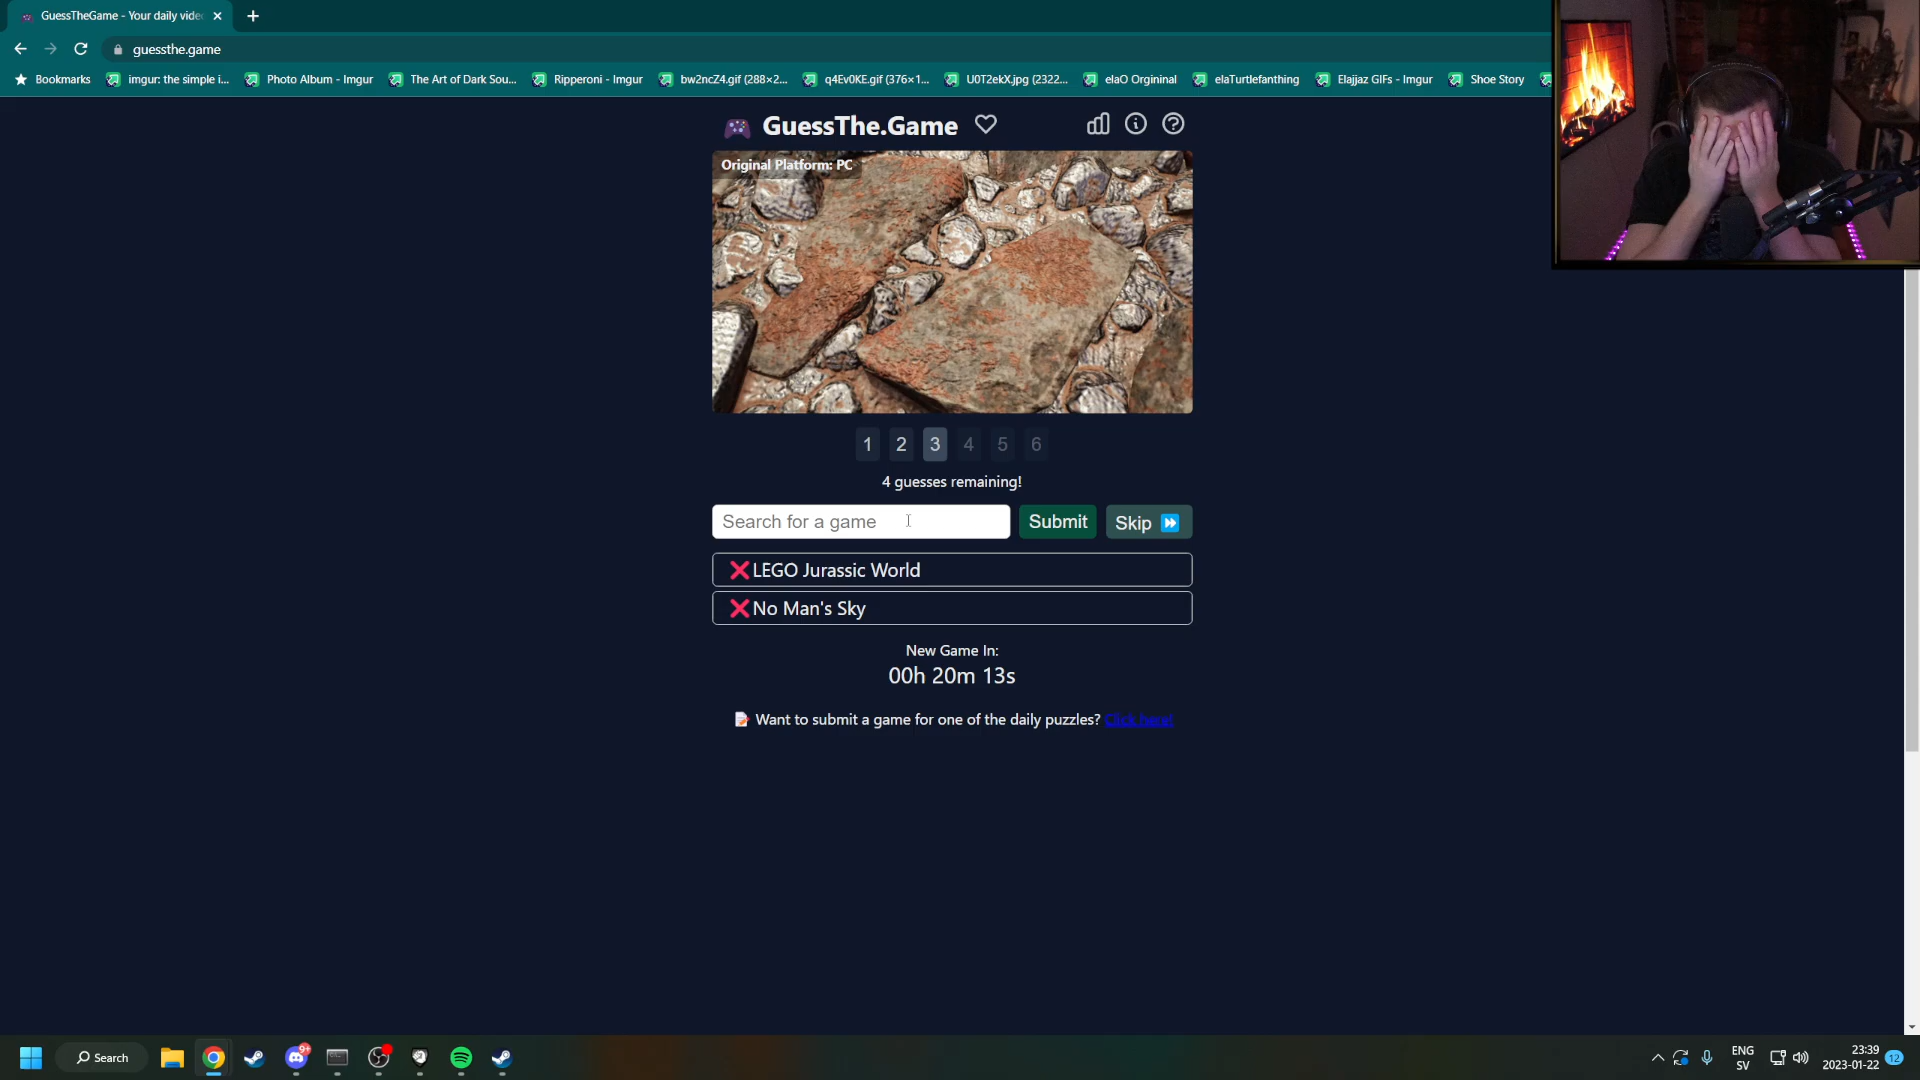 GuessTheGame - Your daily vide
guessthe.game
Bookmarks
imgur: the simple i...
Photo Album - Imgur
The Art of Dark Sou...
Ripperoni - Imgur
bw2ncZ4.gif (288×2...
q4Ev0KE.gif (376×1...
U0T2ekX.jpg (2322...
elaO Orgininal
elaTurtlefanthing
Elajjaz GIFs - Imgur
Shoe Story
GuessThe.Game
Original Platform: PC
1 2 3 4 5 6
4 guesses remaining!
Search for a game
Submit
Skip
LEGO Jurassic World
No Man's Sky
New Game In:
00h 20m 13s
Want to submit a game for one of the daily puzzles? Click here!
Search
9+
ENG
SV
23:39
2023-01-22
12